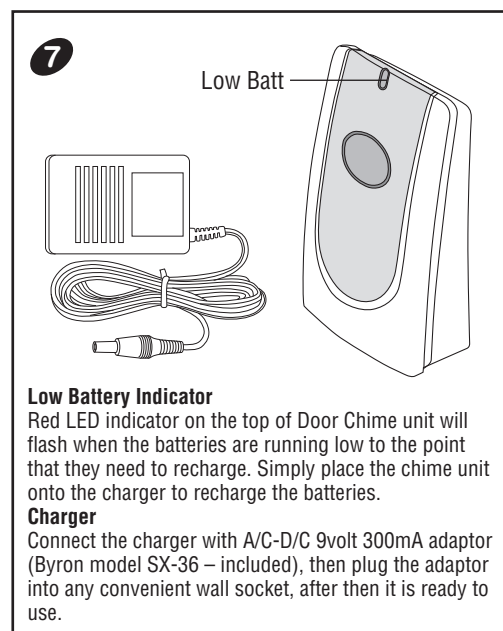 7
Low Batt
Low Battery Indicator
Red LED indicator on the top of Door Chime unit will
flash when the batteries are running low to the point
that they need to recharge. Simply place the chime unit
onto the charger to recharge the batteries.
Charger
Connect the charger with A/C-D/C 9volt 300mA adaptor
(Byron model SX-36 – included), then plug the adaptor
into any convenient wall socket, after then it is ready to
use.